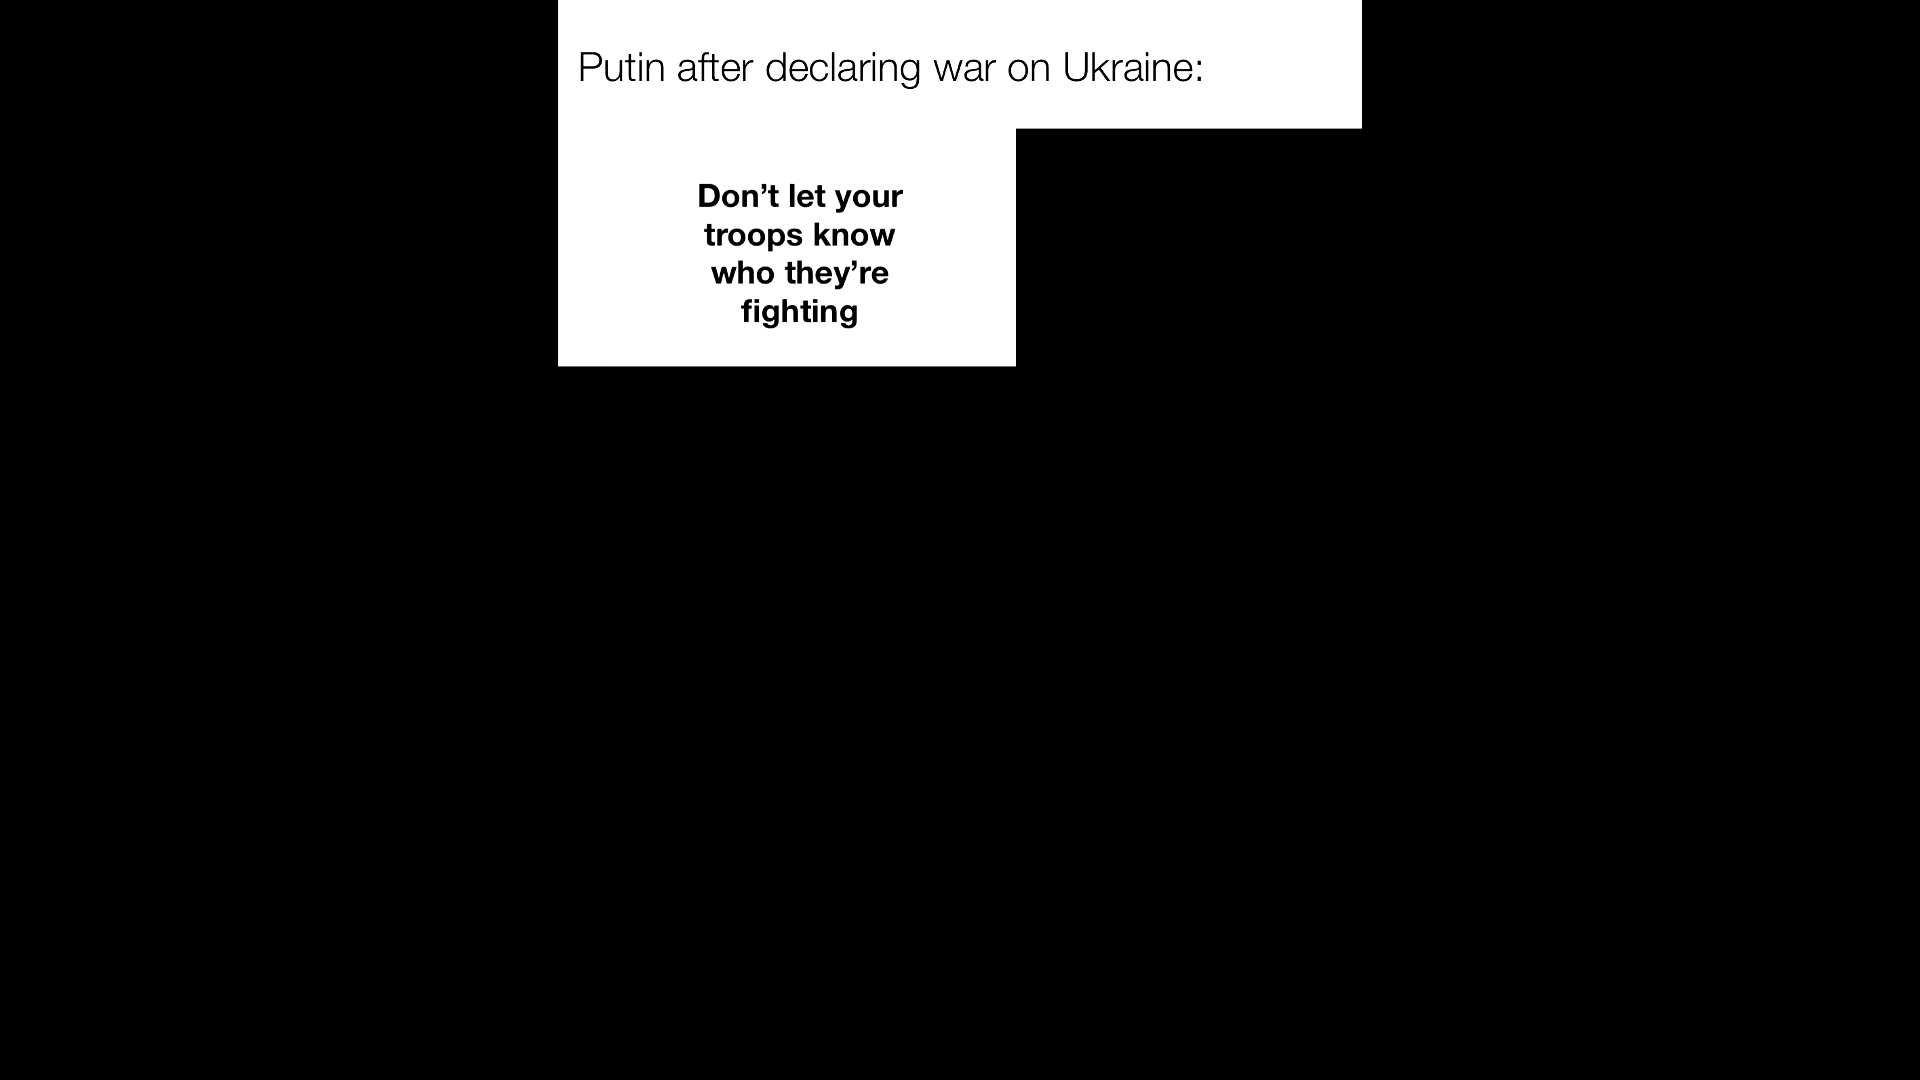 Putin after declaring war on Ukraine:
Don’t let your
troops know
who they’re
fighting